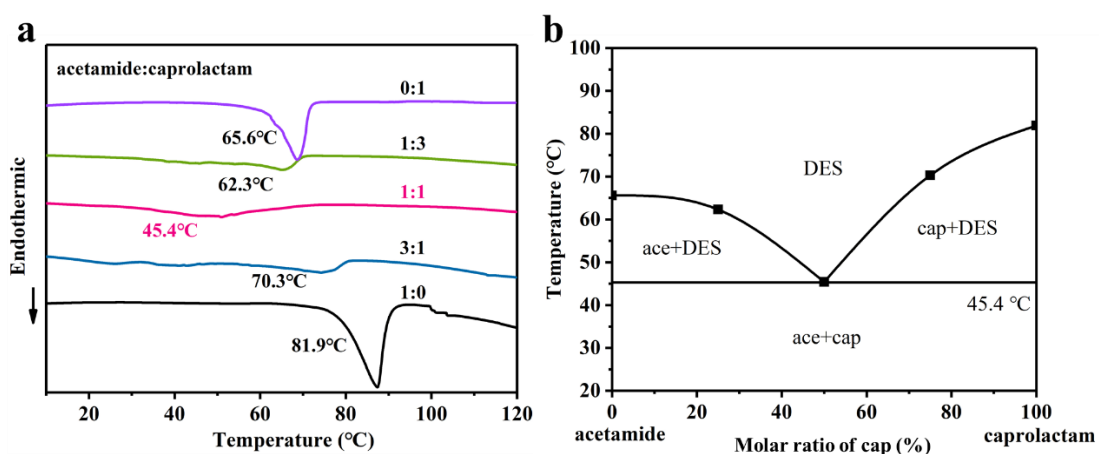 a
acetamide:caprolactam
0:1
65.6℃
1:3
62.3℃
1:1
45.4℃
3:1
70.3℃
1:0
81.9℃
Endothermic
20 40 60 80 100 120
Temperature (℃)
b
100
90
80
70
60
50
40
30
20
Temperature (℃)
DES
ace+DES
cap+DES
45.4 ℃
ace+cap
0 20 40 60 80 100
acetamide
Molar ratio of cap (%)
caprolactam